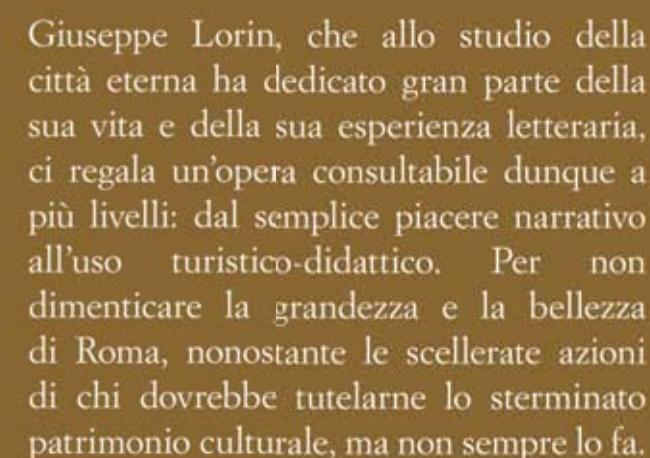 Giuseppe Lorin, che allo studio della
città eterna ha dedicato gran parte della
sua vita e della sua esperienza letteraria,
ci regala un'opera consultabile dunque a
più livelli: dal semplice piacere narrativo
all'uso turistico-didattico. Per non
dimenticare la grandezza e la bellezza
di Roma, nonostante le scellerate azioni
di chi dovrebbe tutelarne lo sterminato
patrimonio culturale, ma non sempre lo fa.